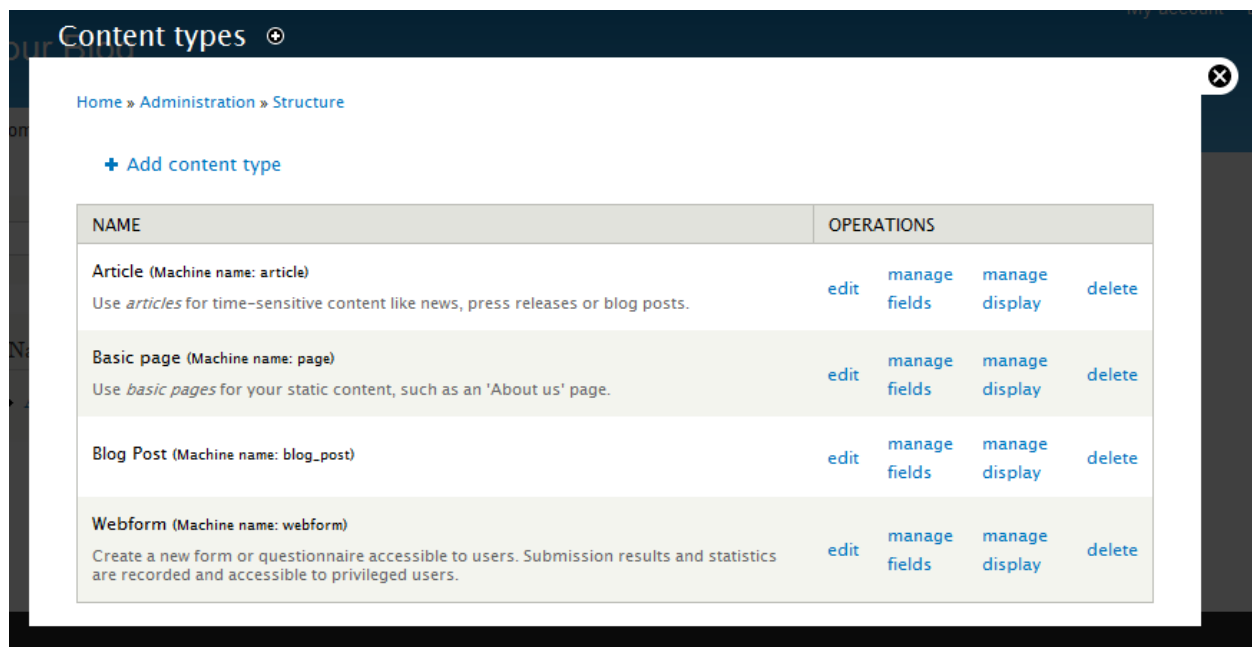 My account
our Blog
Content types
Home » Administration » Structure
+ Add content type
NAME OPERATIONS
Article (Machine name: article)
Use articles for time-sensitive content like news, press releases or blog posts.
edit manage fields manage display delete
Basic page (Machine name: page)
Use basic pages for your static content, such as an 'About us' page.
edit manage fields manage display delete
Blog Post (Machine name: blog_post)
edit manage fields manage display delete
Webform (Machine name: webform)
Create a new form or questionnaire accessible to users. Submission results and statistics
are recorded and accessible to privileged users.
edit manage fields manage display delete